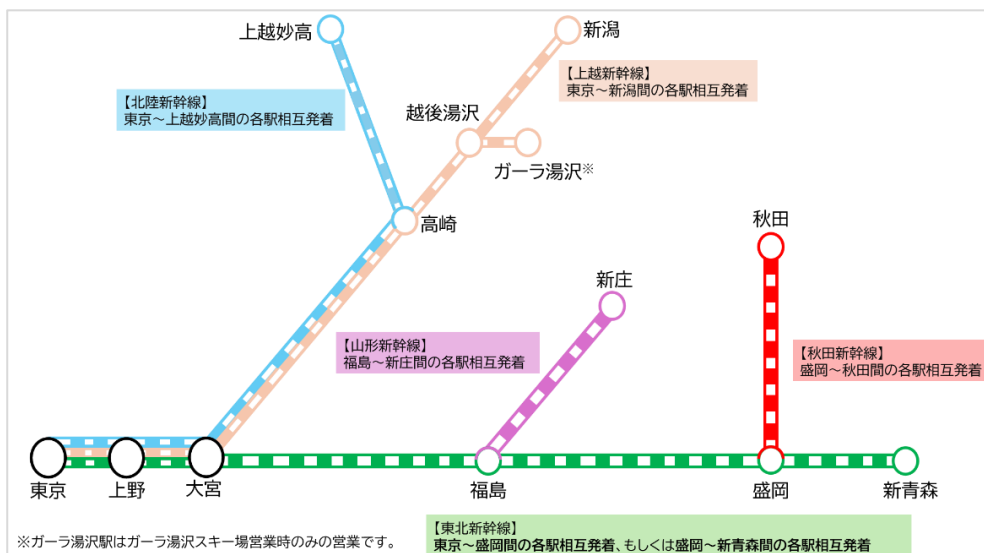 上越妙高
新潟
【北陸新幹線】
東京～上越妙高間の各駅相互発着
【上越新幹線】
東京～新潟間の各駅相互発着
越後湯沢
ガーラ湯沢※
高崎
秋田
新庄
【山形新幹線】
福島～新庄間の各駅相互発着
【秋田新幹線】
盛岡～秋田間の各駅相互発着
東京
上野
大宮
福島
盛岡
新青森
※ガーラ湯沢駅はガーラ湯沢スキー場営業時のみの営業です。
【東北新幹線】
東京～盛岡間の各駅相互発着、もしくは盛岡～新青森間の各駅相互発着